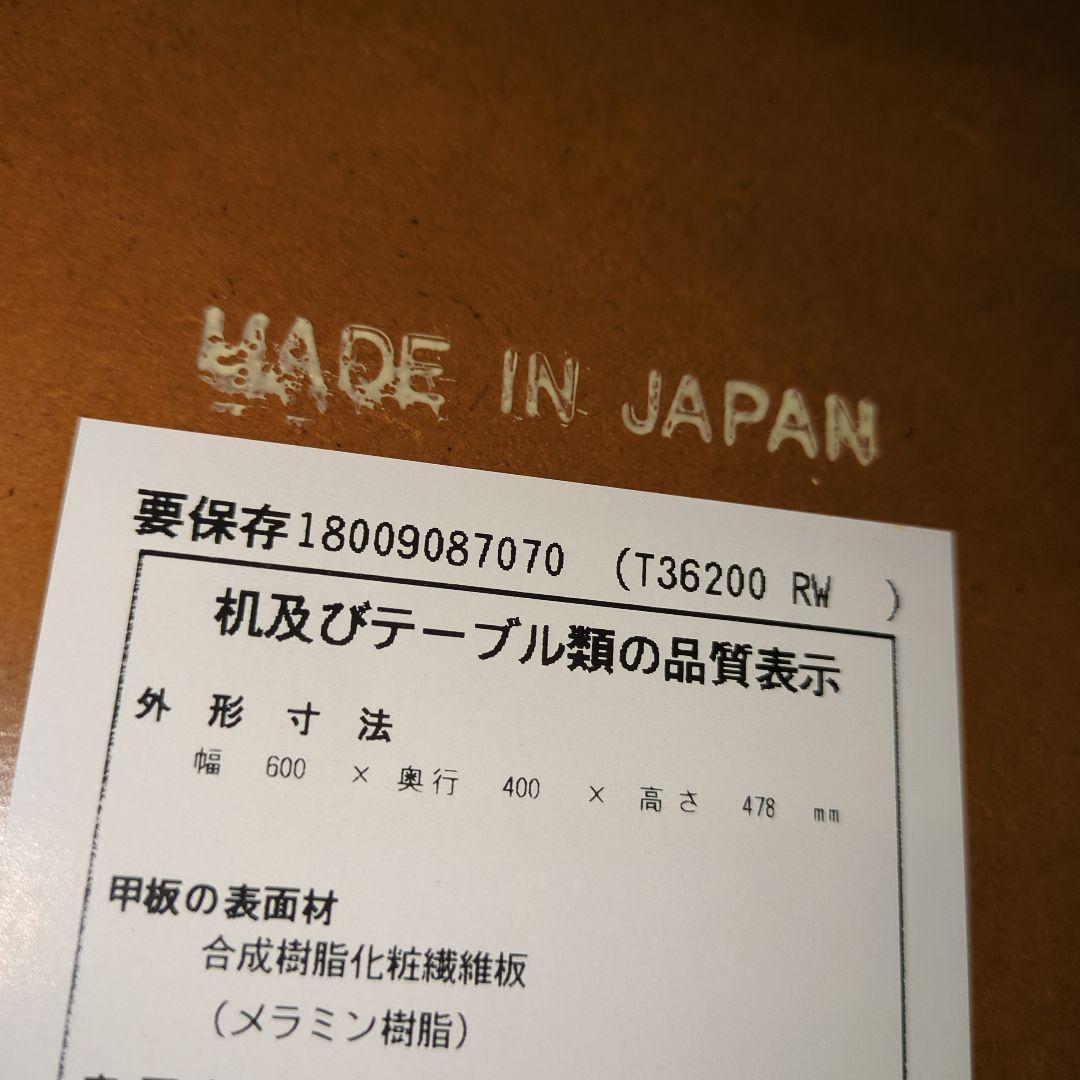 MADE IN JAPAN
要保存18009087070 (T36200 RW )
机及びテーブル類の品質表示
外形寸法
幅 600 × 奥行 400 × 高さ 478 mm
甲板の表面材
合成樹脂化粧繊維板
(メラミン樹脂)